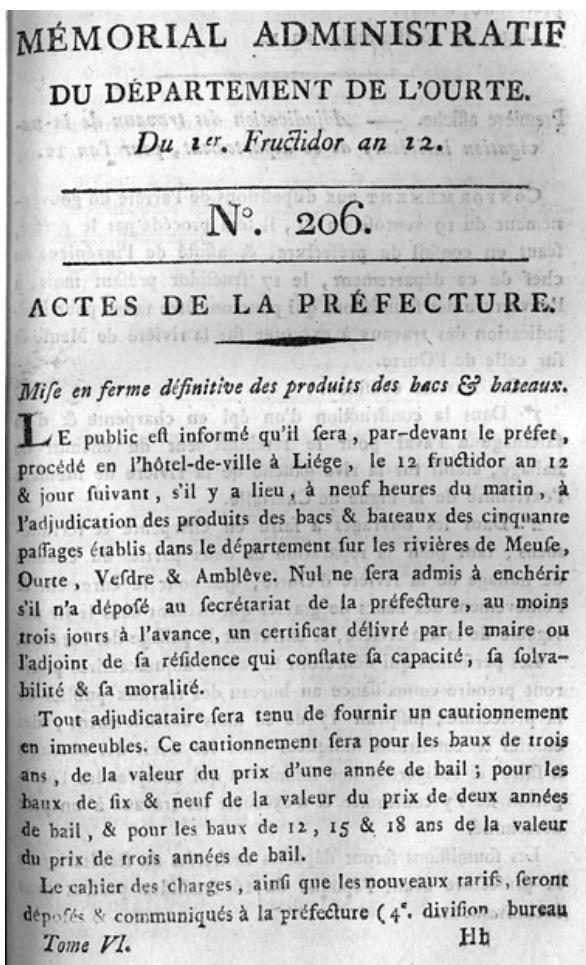 MÉMORIAL ADMINISTRATIF
DU DÉPARTEMENT DE L'OURTE.
Du 1er. Fructidor an 12.
N°. 206.
ACTES DE LA PRÉFECTURE.
Miſe en ferme définitive des produits des bacs & bateaux.
LE public eſt informé qu'il ſera, par-devant le préfet,
procédé en l'hôtel-de-ville à Liége, le 12 fructidor an 12
& jour ſuivant, s'il y a lieu, à neuf heures du matin, à
l'adjudication des produits des bacs & bateaux des cinquante
paſſages établis dans le département ſur les rivières de Meuſe,
Ourte, Veſdre & Amblêve. Nul ne ſera admis à enchérir
s'il n'a dépoſé au ſecrétariat de la préfecture, au moins
trois jours à l'avance, un certificat délivré par le maire ou
l'adjoint de ſa réſidence qui conſtate ſa capacité, ſa ſolva-
bilité & ſa moralité.
Tout adjudicataire ſera tenu de fournir un cautionnement
en immeubles. Ce cautionnement ſera pour les baux de trois
ans, de la valeur du prix d'une année de bail; pour les
baux de ſix & neuf de la valeur du prix de deux années
de bail, & pour les baux de 12, 15 & 18 ans de la valeur
du prix de trois années de bail.
Le cahier des charges, ainſi que les nouveaux tarifs, ſeront
dépoſés & communiqués à la préfecture (4e. diviſion bureau
Tome VI. Hh